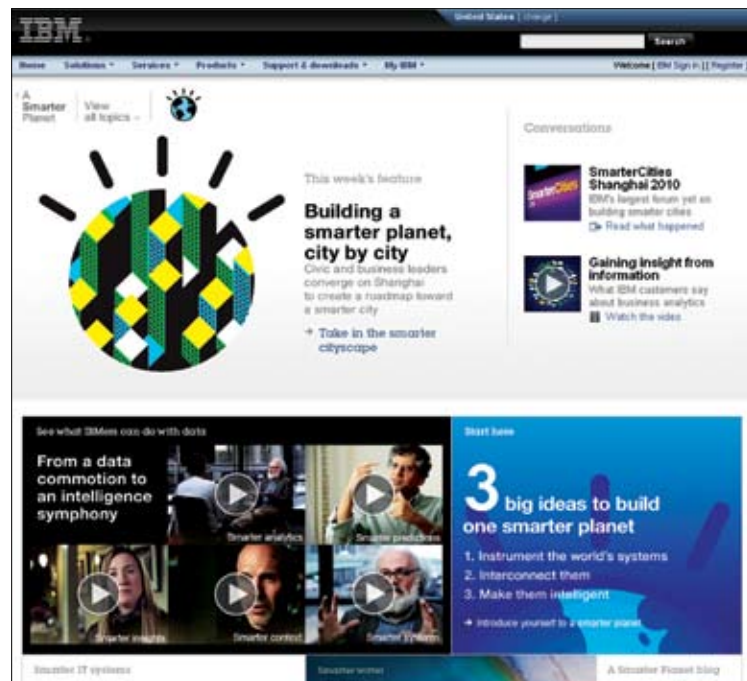 IBM
United States [ change ]
Search
Home Solutions Services Products Support & downloads My IBM
Welcome [ IBM Sign in ] [ Register ]
A Smarter Planet
View all topics
This week's feature
Building a
smarter planet,
city by city
Civic and business leaders
converge on Shanghai
to create a roadmap toward
a smarter city
Take in the smarter
cityscape
Conversations
SmarterCities
SmarterCities
Shanghai 2010
IBM's largest forum yet on
building smarter cities
Read what happened
Gaining insight from
information
What IBM customers say
about business analytics
Watch the video
See what IBMers can do with data
From a data
commotion to
an intelligence
symphony
Smarter analytics
Smarter predictions
Smarter insights
Smarter context
Smarter systems
Start here
3 big ideas to build
one smarter planet
1. Instrument the world's systems
2. Interconnect them
3. Make them intelligent
Introduce yourself to a smarter planet
Smarter IT systems
Smarter water
A Smarter Planet blog